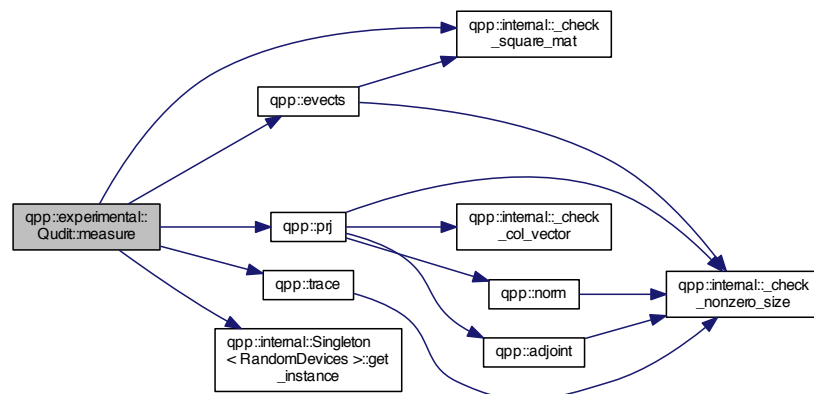 qpp::internal::_check
_square_mat
qpp::evects
qpp::experimental::
Qudit::measure
qpp::prj
qpp::internal::_check
_col_vector
qpp::trace
qpp::norm
qpp::internal::_check
_nonzero_size
qpp::internal::Singleton
< RandomDevices >::get
_instance
qpp::adjoint